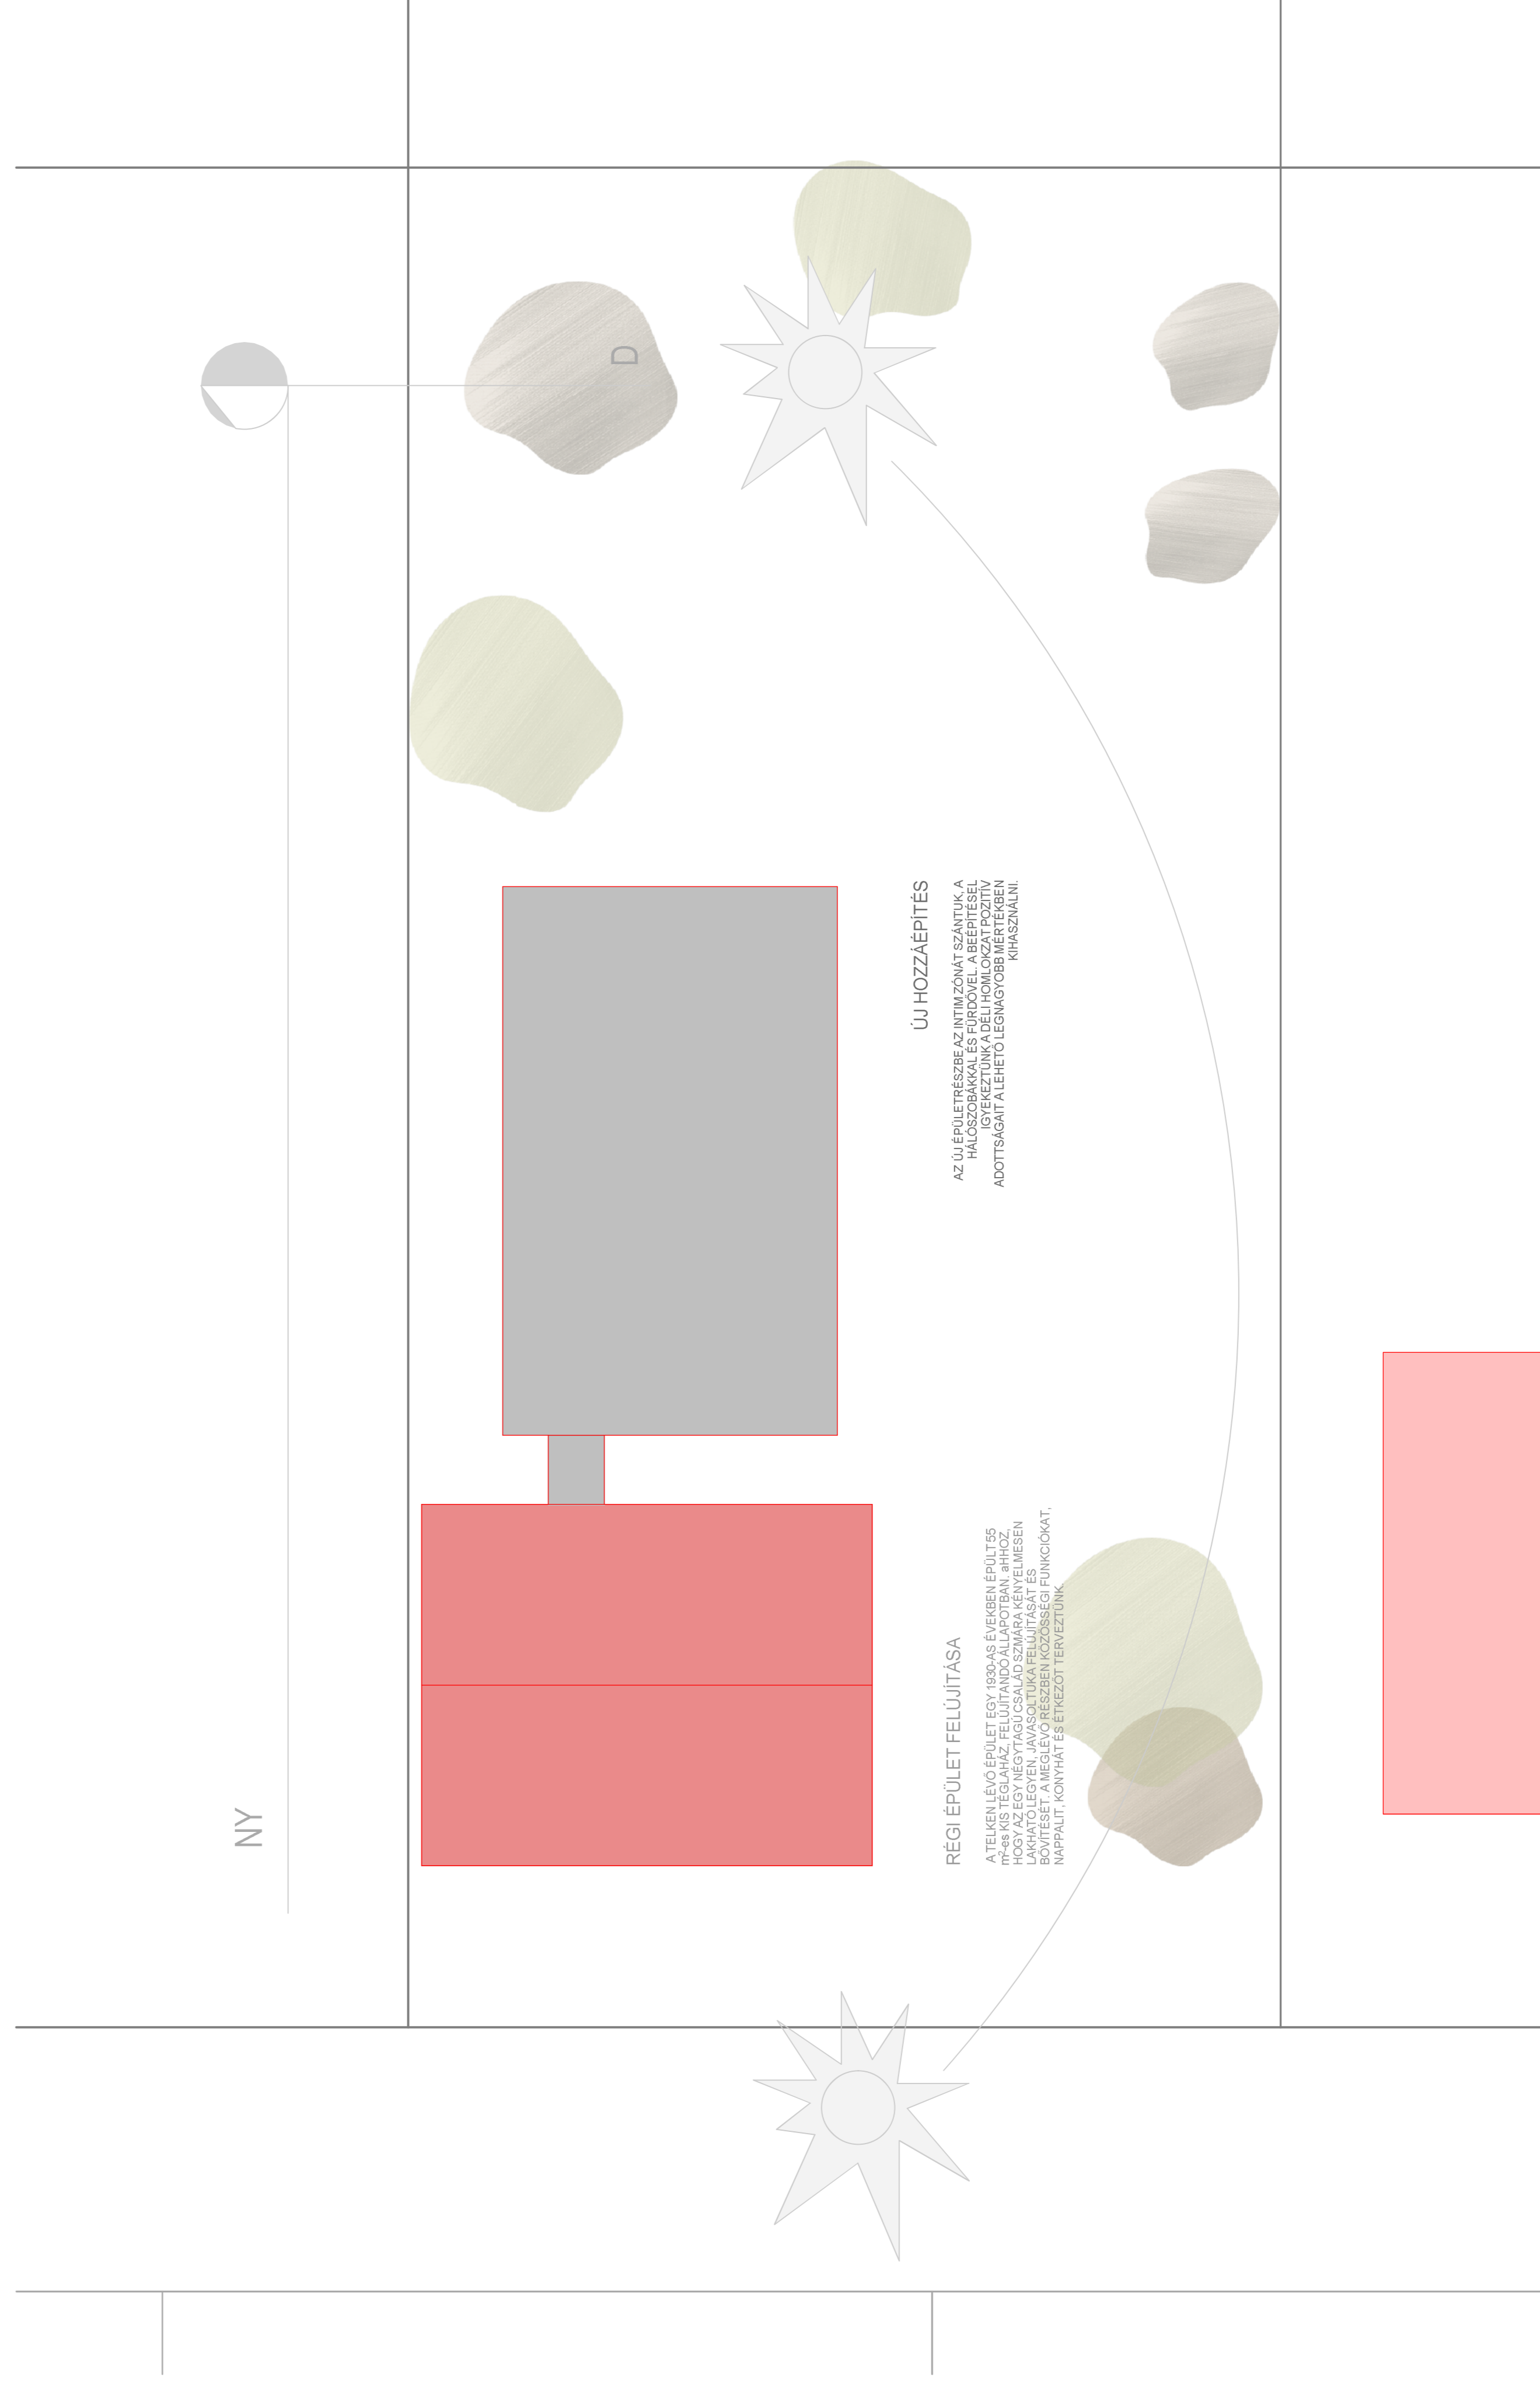 D
ÚJ HOZZÁÉPÍTÉS
AZ ÚJ ÉPÜLETRÉSZBE AZ INTIM ZÓNÁT SZÁNTUK, A
HÁLÓSZOBÁKKAL ÉS FÜRDŐVEL. A BEÉPÍTÉSEL
IGYEKEZTÜNK A DÉLI HOMLOKZAT POZITÍV
ADOTTSÁGAIT A LEHETŐ LEGNAGYOBB MÉRTÉKBEN
KIHASZNÁLNI.
NY
RÉGI ÉPÜLET FELÚJÍTÁSA
A TELKEN LÉVŐ ÉPÜLET EGY 1930-AS ÉVEKBEN ÉPÜLT 55
m²-es KIS TÉGLAHÁZ, FELÚJÍTANDÓ ÁLLAPOTBAN. aHHOZ,
HOGY AZ EGY NÉGYTAGÚ CSALÁD SZMÁRA KÉNYELMESEN
LAKHATÓ LEGYEN, JAVASOLTUKA FELÚJÍTÁSÁT ÉS
BŐVÍTÉSÉT. A MEGLÉVŐ RÉSZBEN KÖZÖSSÉGI FUNKCIÓKAT,
NAPPALIT, KONYHÁT ÉS ÉTKEZŐT TERVEZTÜNK.